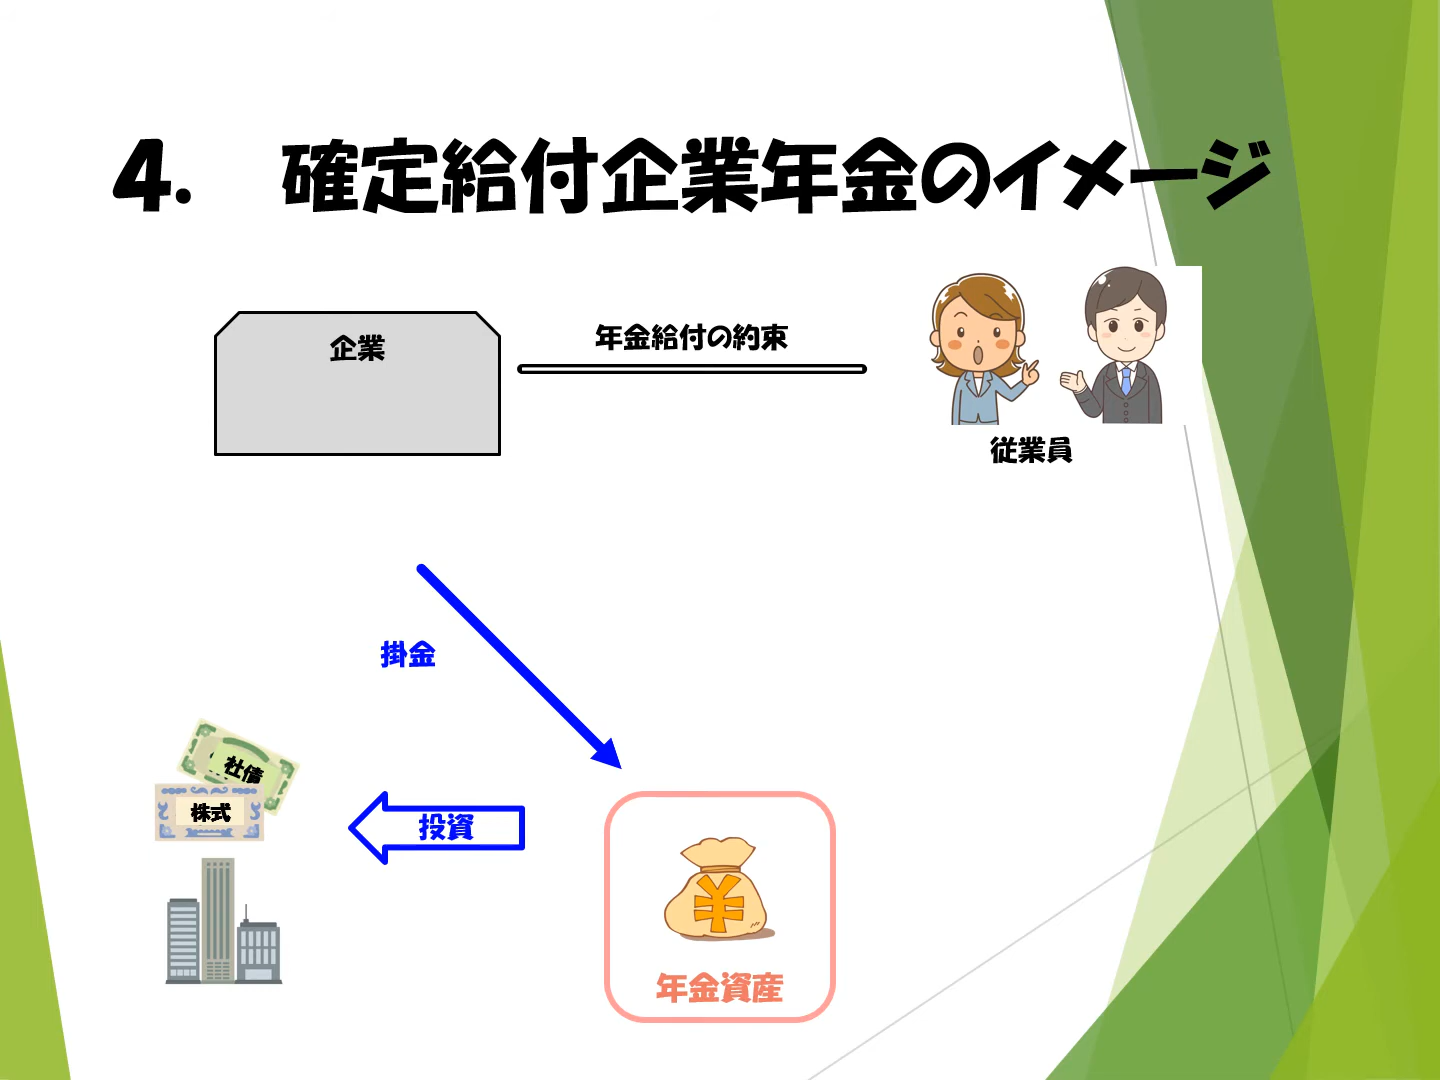 4.　確定給付企業年金のイメージ
企業
年金給付の約束
従業員
掛金
社債
株式
投資
¥
年金資産